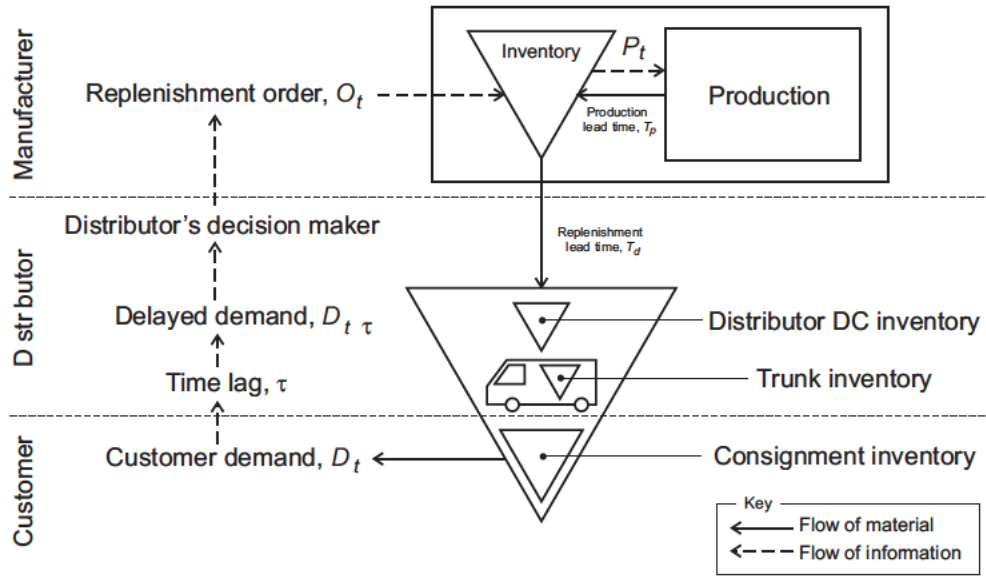 Manufacturer
Inventory
P_t
Replenishment order, O_t
Production
Production
lead time, T_p
Distributor's decision maker
Replenishment
lead time, T_d
D str butor
Delayed demand, D_t τ
Distributor DC inventory
Time lag, τ
Trunk inventory
Customer
Customer demand, D_t
Consignment inventory
Key
Flow of material
Flow of information